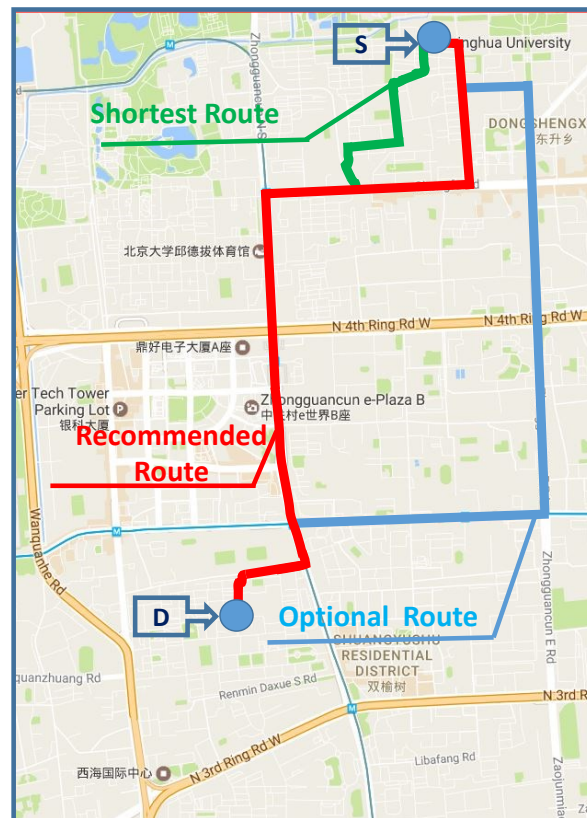 S
inghua University
Zhongguancun N S
Shortest Route
DONGSHENGX
东升乡
北京大学邱德拔体育馆
N 4th Ring Rd W
N 4th Ring Rd W
鼎好电子大厦A座
er Tech Tower
Parking Lot
银科大厦
Zhongguancun e-Plaza B
中关村e世界B座
Recommended
Route
Wanquanhe Rd
D
Optional Route
Zhongguancun E Rd
SHUANGYUSHU
RESIDENTIAL
DISTRICT
双榆树
quanzhuang Rd
Renmin Daxue S Rd
N 3rd R
N 3rd Ring Rd W
西海国际中心
Libafang Rd
Zaojunmiao